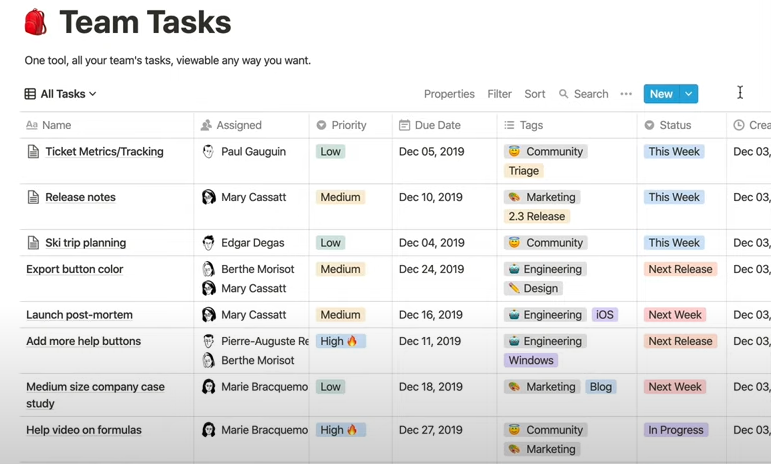 Team Tasks
One tool, all your team's tasks, viewable any way you want.
All Tasks Properties Filter Sort Search New
Aa Name Assigned Priority Due Date Tags Status
Ticket Metrics/Tracking Paul Gauguin Low Dec 05, 2019 Community This Week Dec 03,
Triage
Release notes Mary Cassatt Medium Dec 10, 2019 Marketing This Week Dec 03,
2.3 Release
Ski trip planning Edgar Degas Low Dec 04, 2019 Community This Week Dec 03,
Export button color Berthe Morisot Medium Dec 24, 2019 Engineering Next Release Dec 03,
Mary Cassatt Design
Launch post-mortem Mary Cassatt Medium Dec 16, 2019 Engineering iOS Next Week Dec 03,
Add more help buttons Pierre-Auguste Re High Dec 11, 2019 Engineering Next Release Dec 03,
Berthe Morisot Windows
Medium size company case Marie Bracquemo Low Dec 18, 2019 Marketing Blog Next Week Dec 03,
study
Help video on formulas Marie Bracquemo High Dec 27, 2019 Community In Progress Dec 03,
Marketing